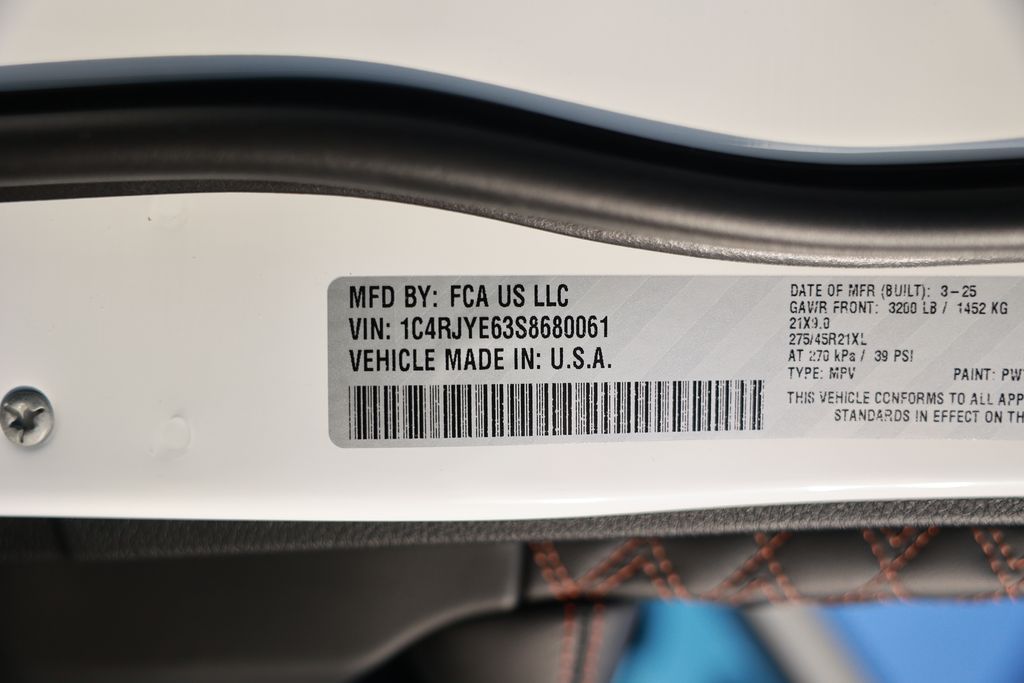 MFD BY: FCA US LLC
VIN: 1C4RJYE63S8680061
VEHICLE MADE IN: U.S.A.
DATE OF MFR (BUILT): 3-25
GAWR FRONT: 3200 LB / 1452 KG
21X9.0
275/45R21XL
AT 270 kPa / 39 PSI
TYPE: MPV PAINT: PW
THIS VEHICLE CONFORMS TO ALL APP
STANDARDS IN EFFECT ON TH